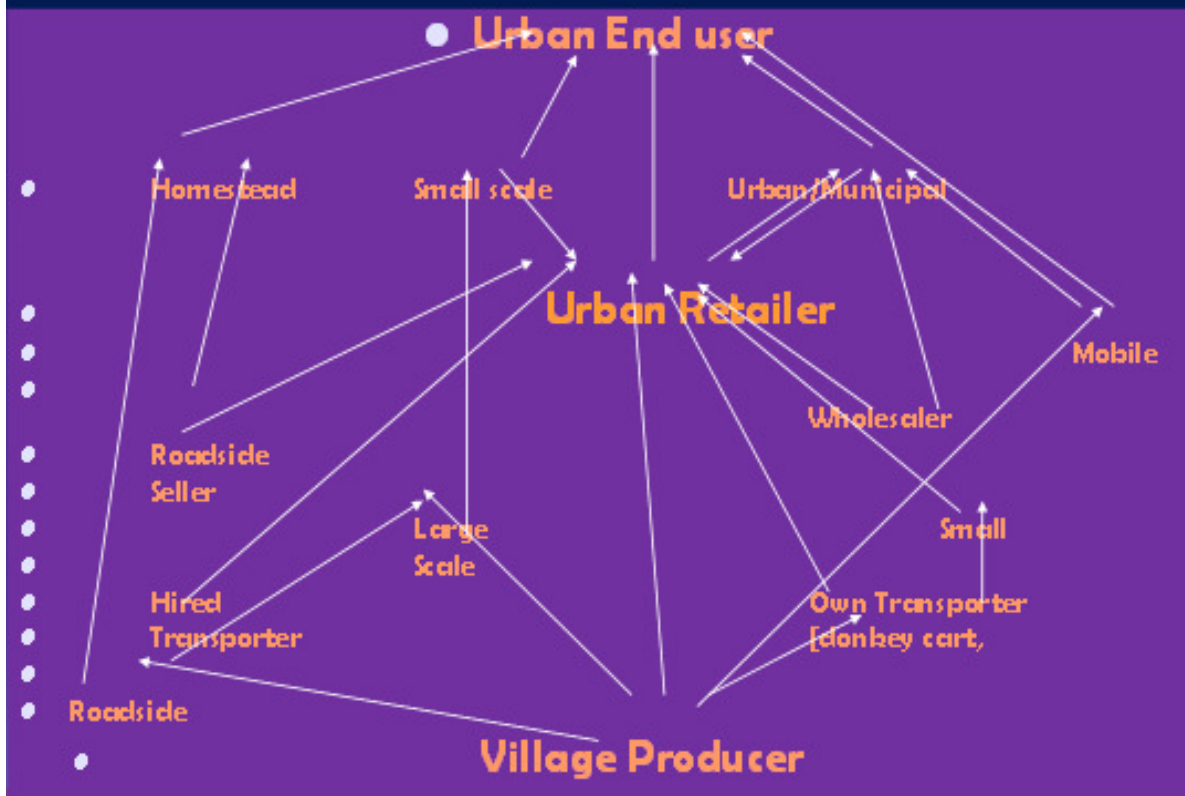 Urban End user
Homestead Small scale Urban/Municipal
Urban Retailer
Mobile
Wholesaler
Roadside
Seller
Large Small
Scale
Hired Own Transporter
Transporter [donkey cart,
Roadside
Village Producer